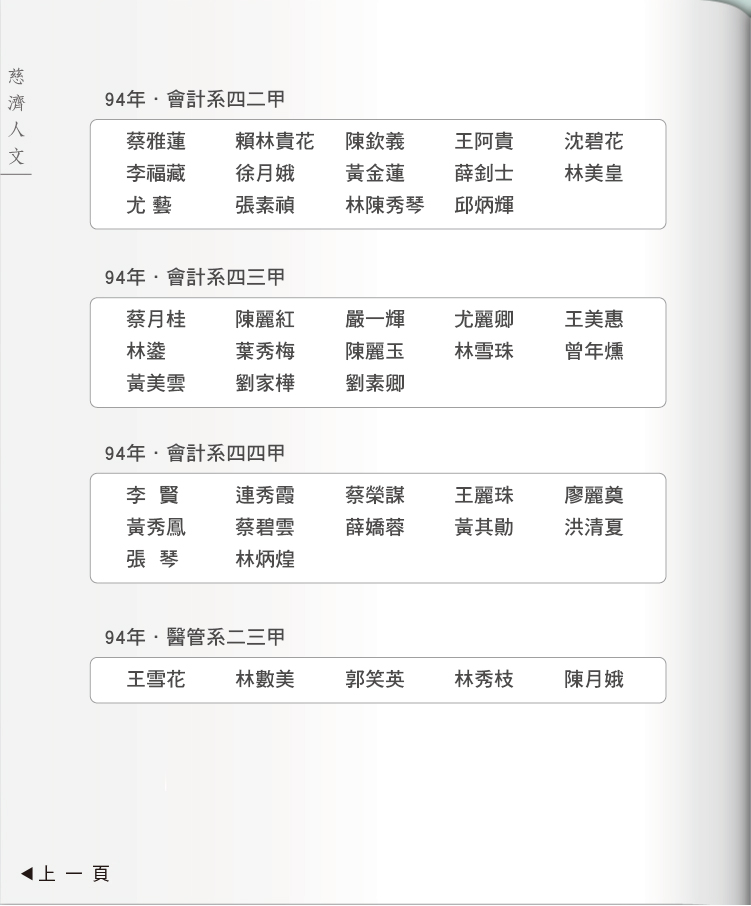 慈濟人文
94年・會計系四二甲
蔡雅蓮 賴林貴花 陳欽義 王阿貴 沈碧花
李福藏 徐月娥 黃金蓮 薛釗士 林美皇
尤 藝 張素禎 林陳秀琴 邱炳輝
94年・會計系四三甲
蔡月桂 陳麗紅 嚴一輝 尤麗卿 王美惠
林鎏 葉秀梅 陳麗玉 林雪珠 曾年燻
黃美雲 劉家樺 劉素卿
94年・會計系四四甲
李 賢 連秀霞 蔡榮謀 王麗珠 廖麗奠
黃秀鳳 蔡碧雲 薛嬌蓉 黃其勛 洪清夏
張 琴 林炳煌
94年・醫管系二三甲
王雪花 林數美 郭笑英 林秀枝 陳月娥
◀上一頁